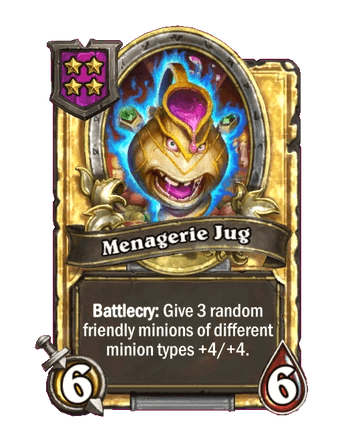 Menagerie Jug
Battlecry: Give 3 random
friendly minions of different
minion types +4/+4.
6 6